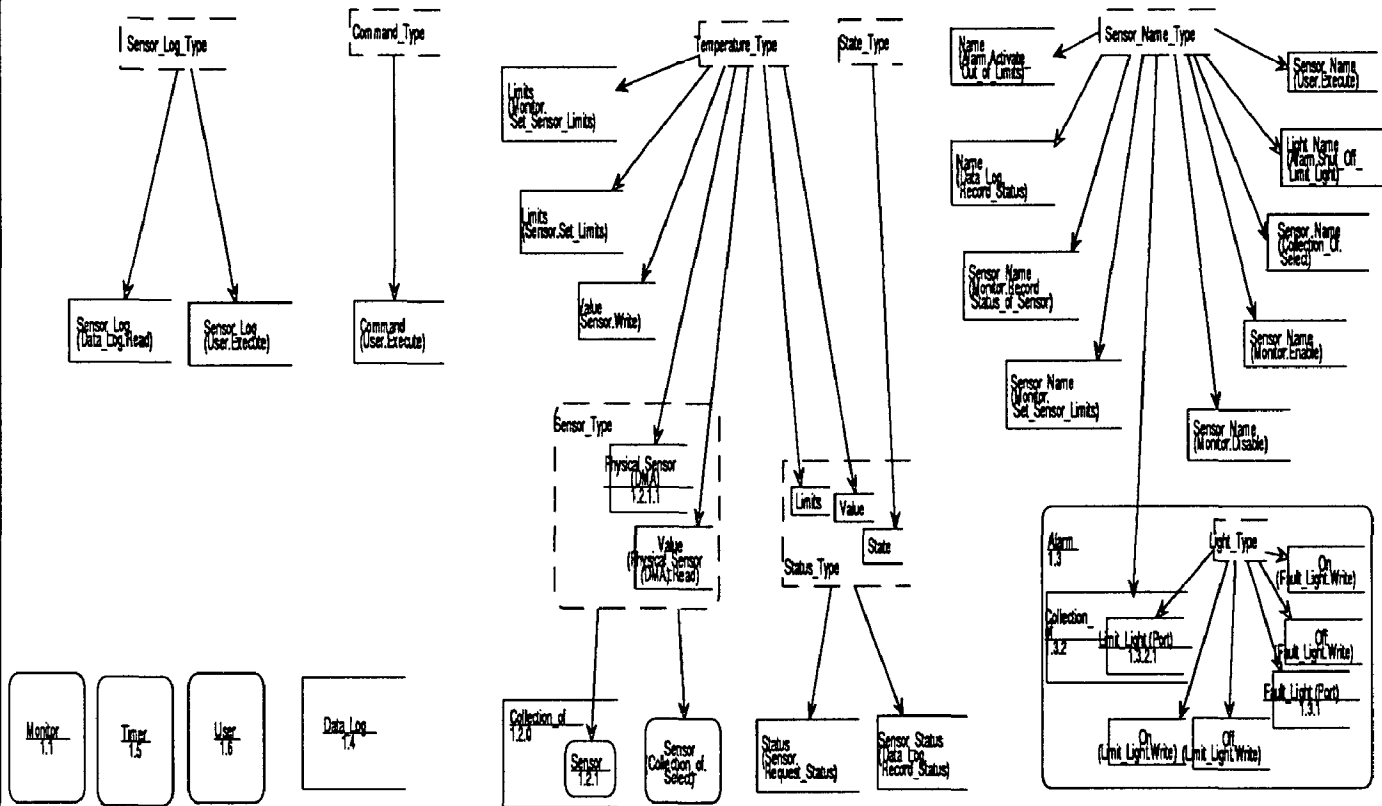 Sensor_Log_Type
Sensor_Log
(Data_Log.Read)
Sensor_Log
(User.Execute)
Command_Type
Command
(User.Execute)
Temperature_Type
Limits
(Monitor.
Set_Sensor_Limits)
Limits
(Sensor.Set_Limits)
Value
Sensor.Write)
Sensor_Type
Physical_Sensor
(DMA)
1.2.1.1
Value
(Physical_Sensor
(DMA).Read)
State_Type
Limits
Value
State
Status_Type
Sensor_Name_Type
Name
(Alarm.Activate_
Out_of_Limits)
Name
(Data_Log.
Record_Status)
Sensor_Name
(Monitor.Record
Status_of_Sensor)
Sensor_Name
(Monitor.
Set_Sensor_Limits)
Sensor_Name
(User.Execute)
Light_Name
(Alarm.Shut_Off_
Limit_Light)
Sensor_Name
(Collection_Of.
Select)
Sensor_Name
(Monitor.Enable)
Sensor_Name
(Monitor.Disable)
Alarm
1.3
Collection_
of
.3.2
Limit_Light (Port)
1.3.2.1
Light_Type
On
(Fault_Light.Write)
Off
(Fault_Light.Write)
Fault_Light (Port)
1.3.1
On
(Limit_Light.Write)
Off
(Limit_Light.Write)
Monitor
1.1
Timer
1.5
User
1.6
Data_Log
1.4
Collection_of
1.2.0
Sensor
1.2.1
Sensor
(Collection_of.
Select)
Status
(Sensor.
Request_Status)
Sensor_Status
(Data_Log.
Record_Status)